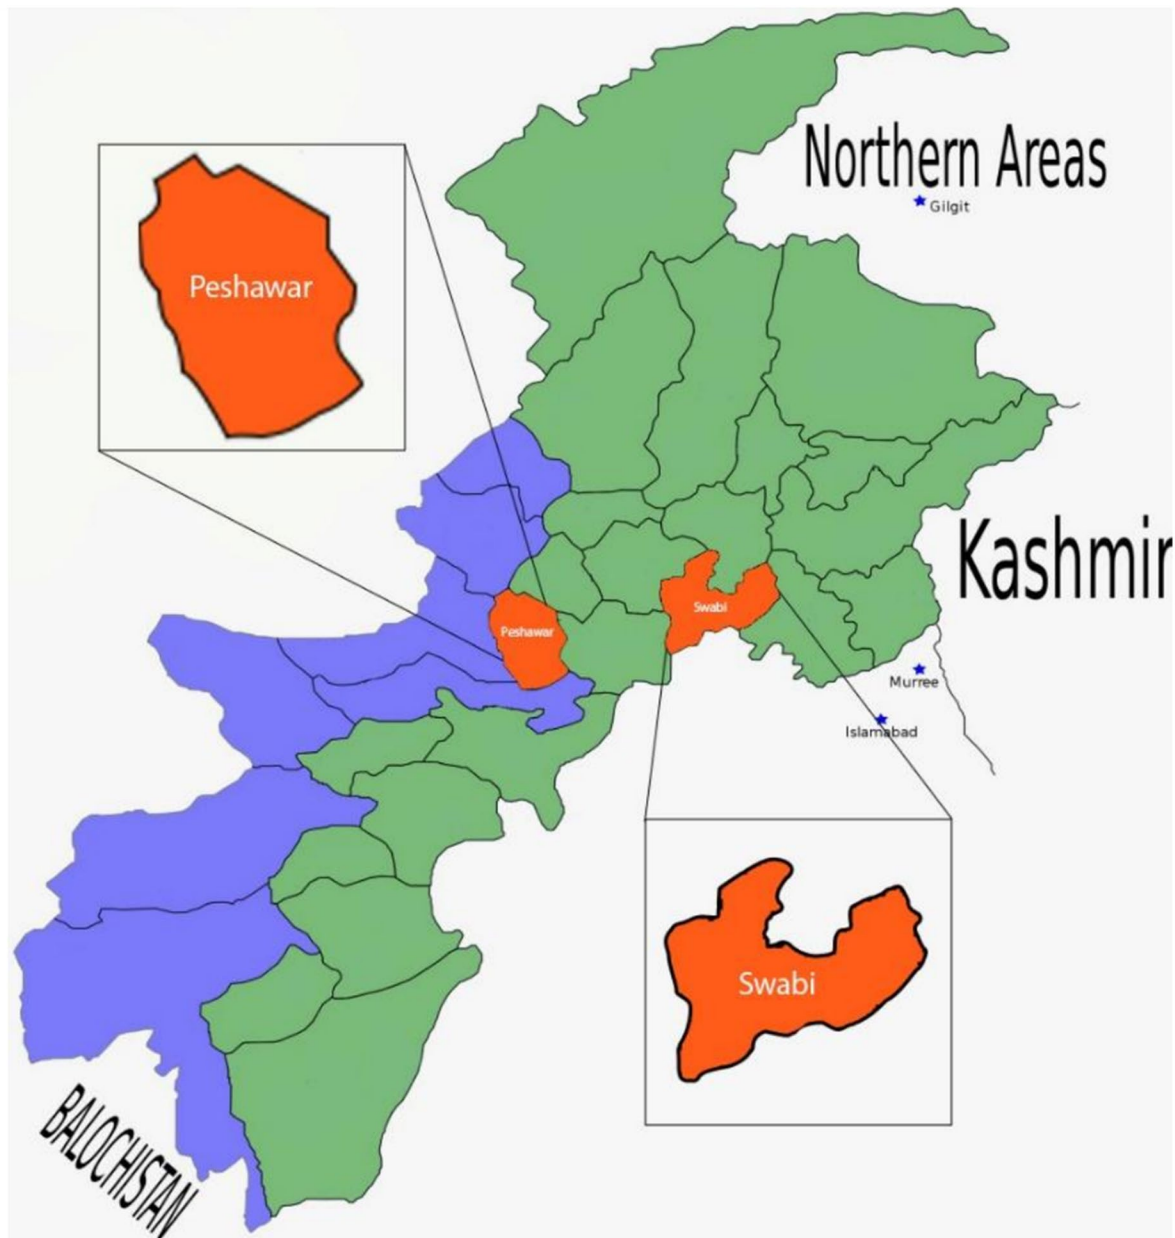 Northern Areas
Gilgit
Peshawar
Kashmir
Swabi
Peshawar
Murree
Islamabad
Swabi
BALOCHISTAN